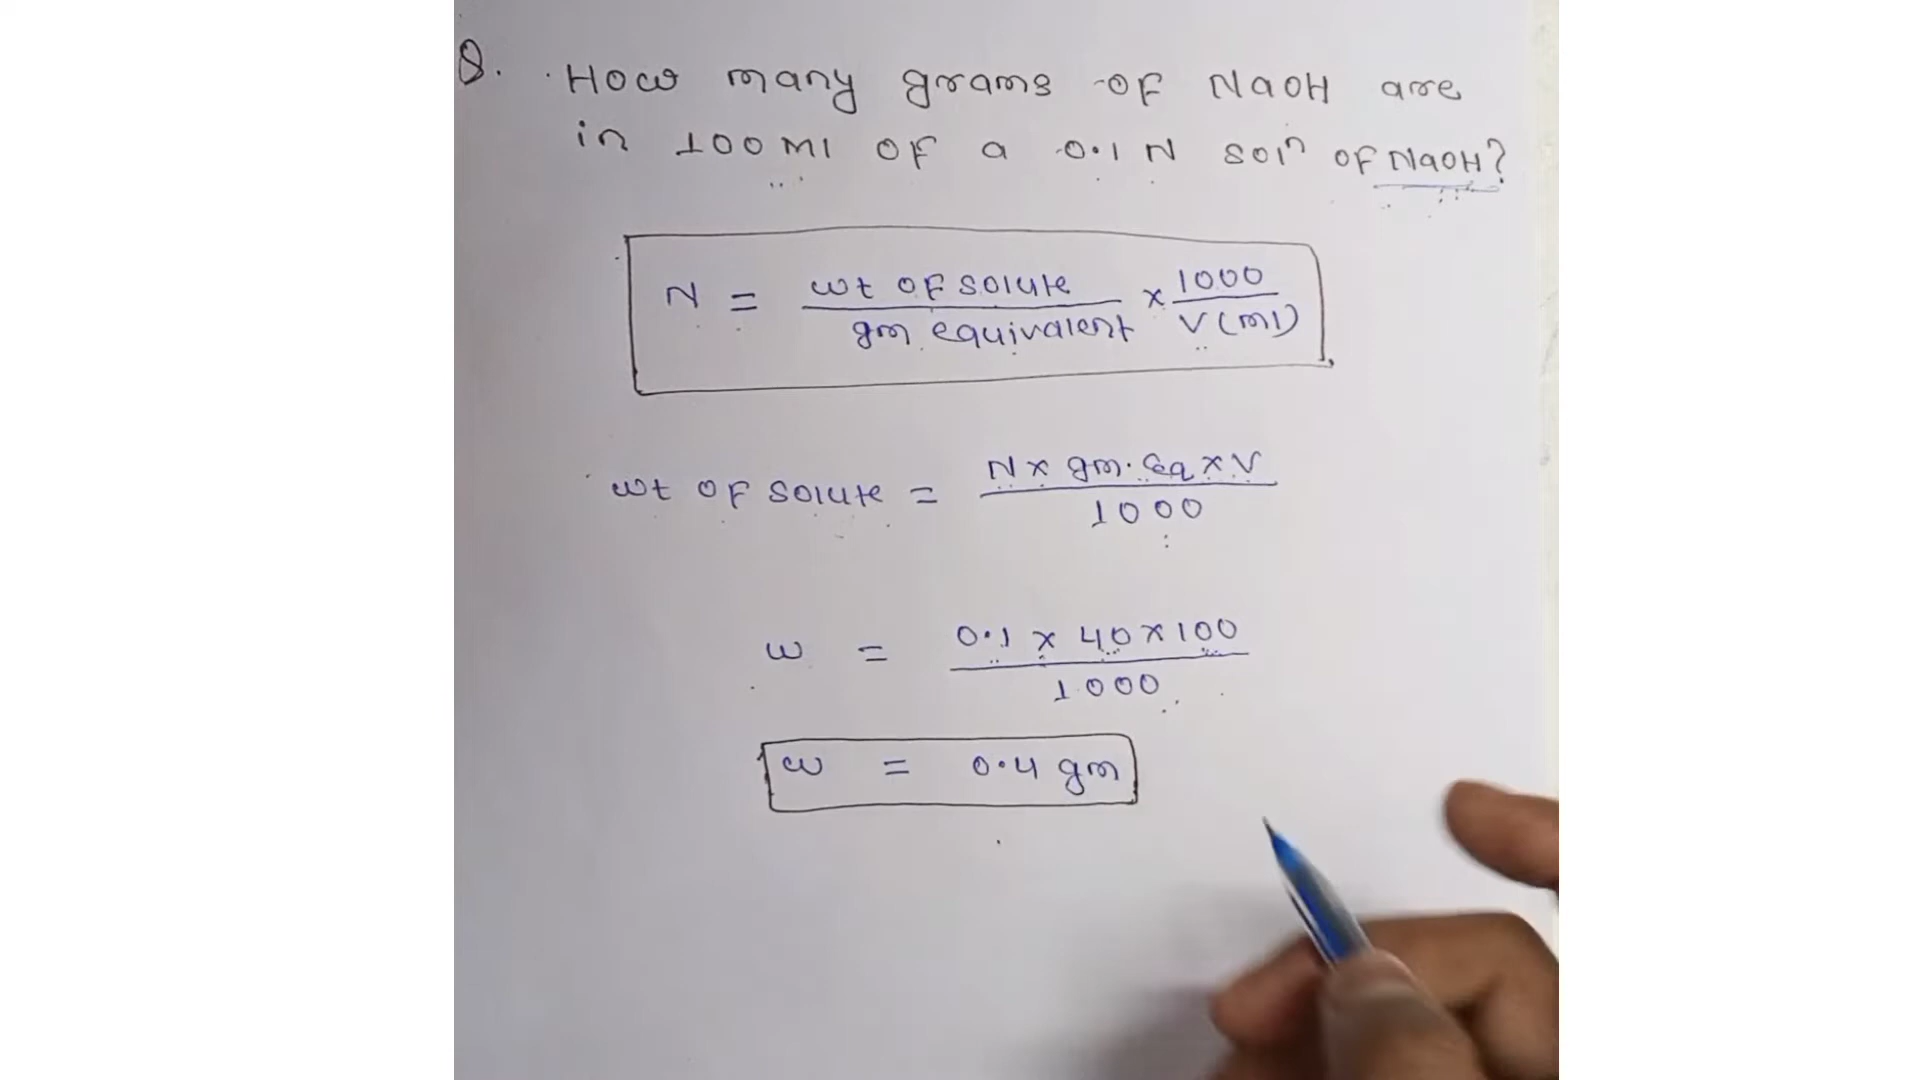 Q. How many grams of NaOH are
in 100 ml of a 0.1 N solⁿ of NaOH?
N = wt of solute / gm equivalent × 1000 / V (ml)
wt of solute = N × gm. Eq × V / 1000
w = 0.1 × 40 × 100 / 1000
w = 0.4 gm